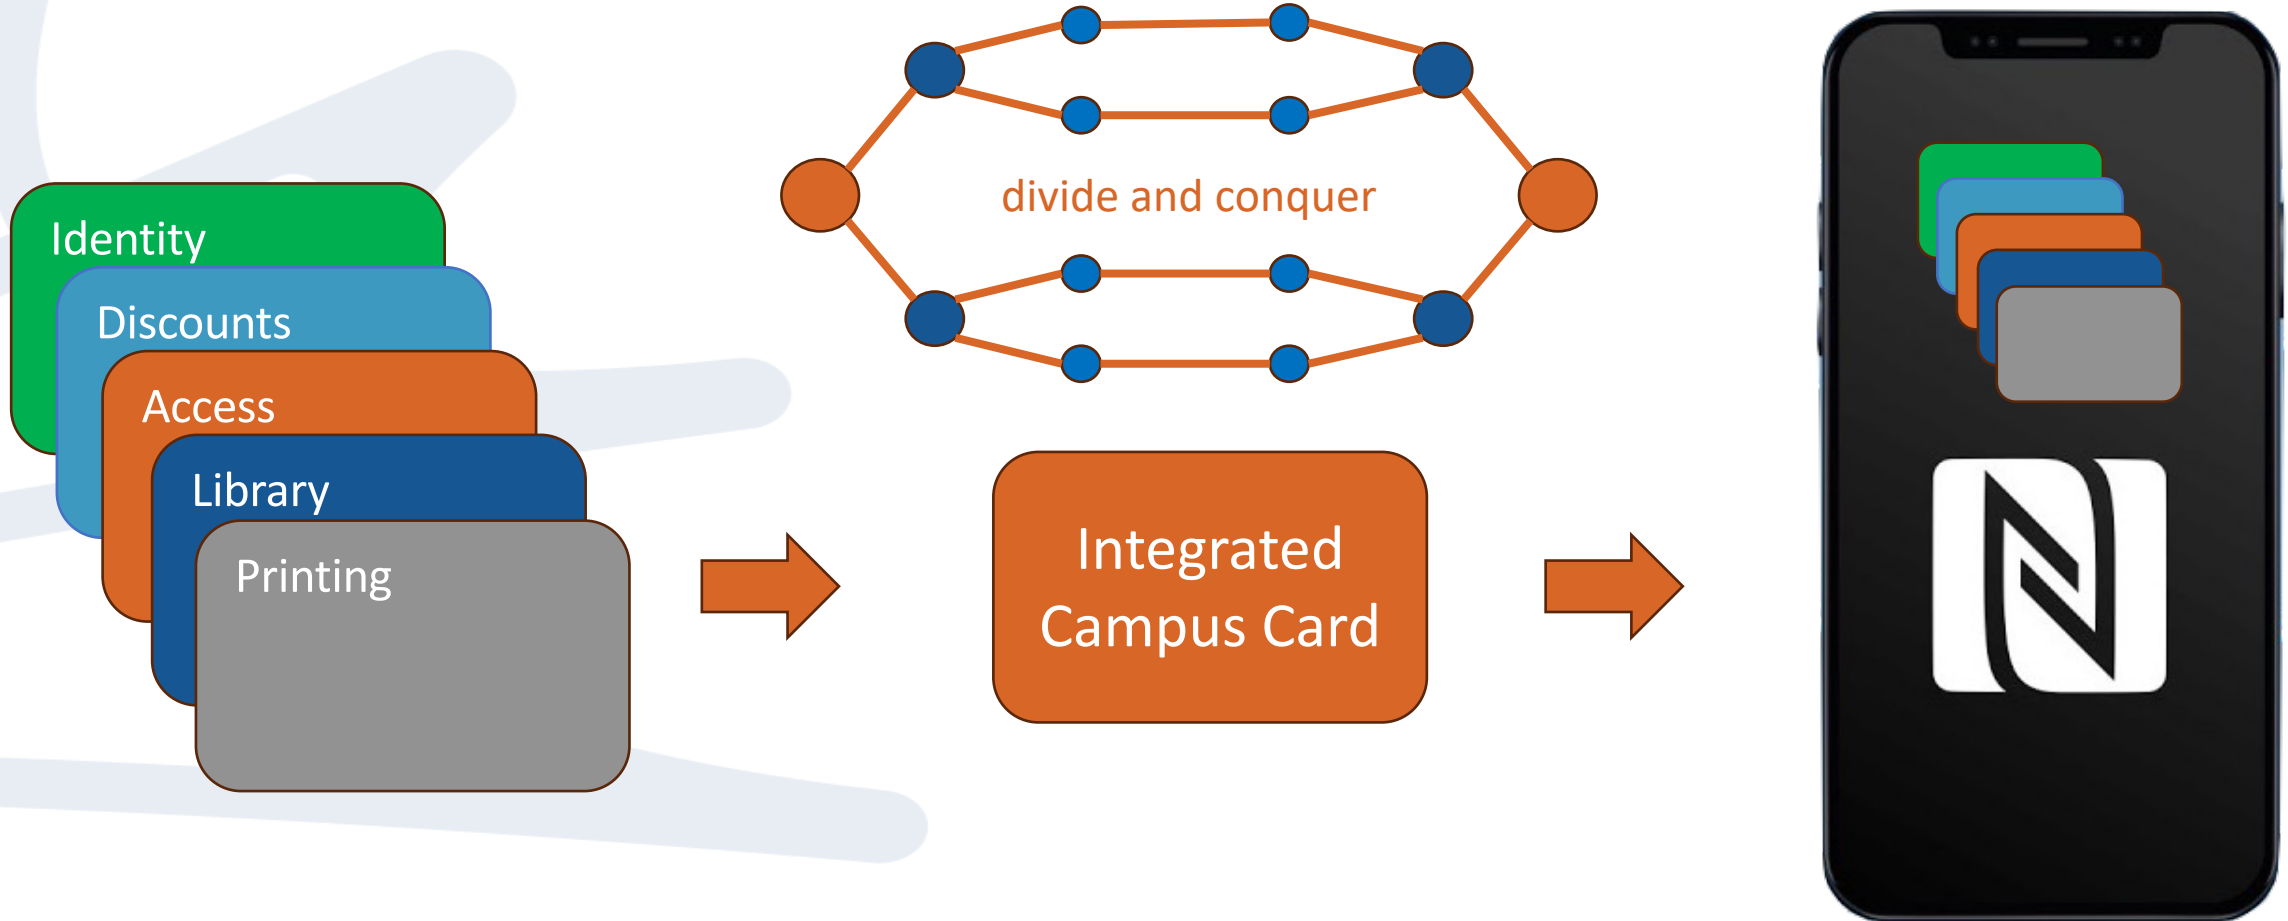 Identity
Discounts
Access
Library
Printing
divide and conquer
Integrated
Campus Card